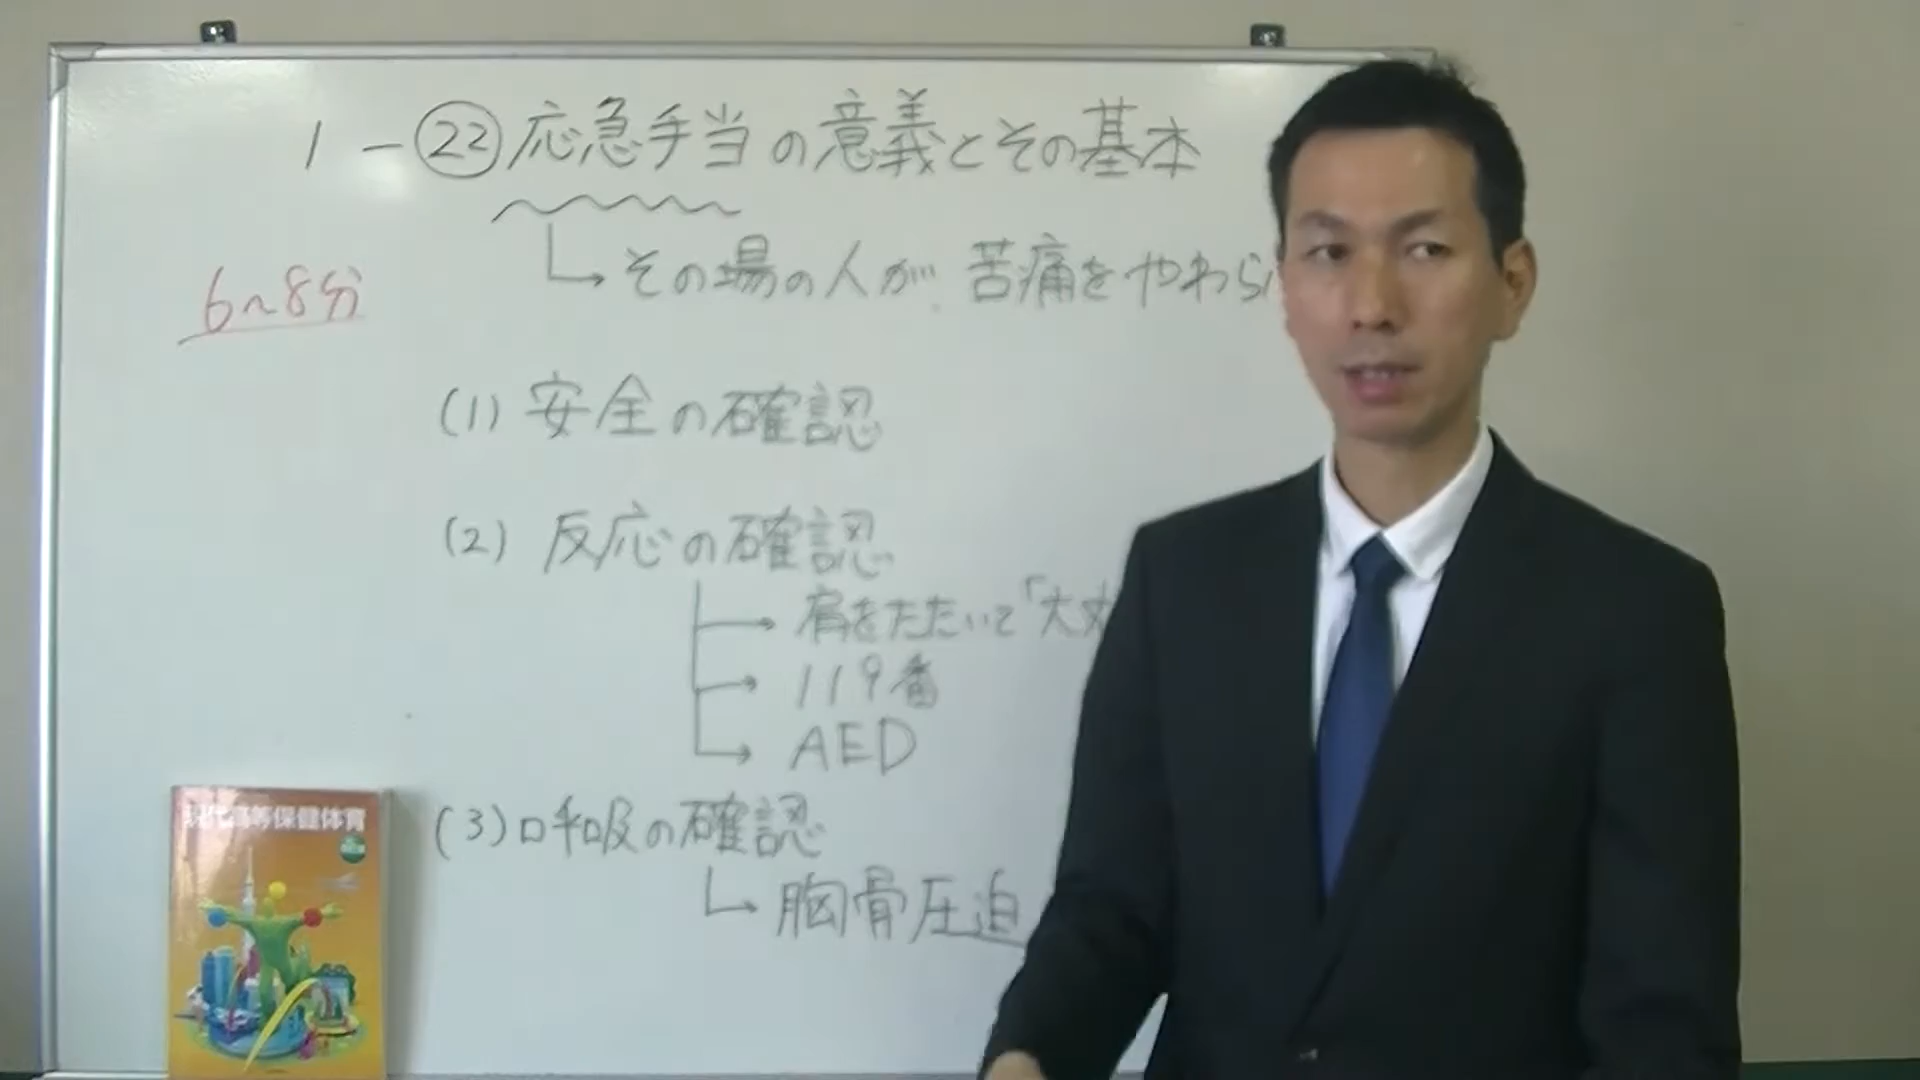 1-㉒応急手当の意義とその基本
その場の人が、苦痛をやわら
6~8分
(1) 安全の確認
(2) 反応の確認
肩をたたいて「大丈
119番
AED
(3)呼吸の確認
胸骨圧迫
現代高等保健体育